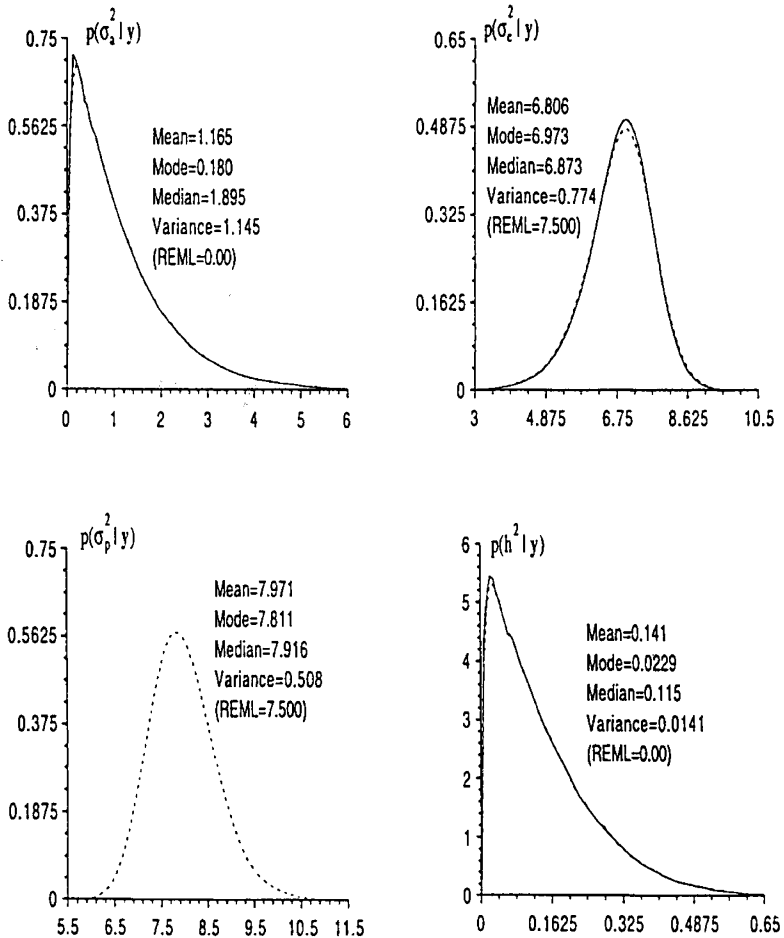 p(σ²ₐ|y)
0.75
0.5625
0.375
0.1875
0
Mean=1.165
Mode=0.180
Median=1.895
Variance=1.145
(REML=0.00)
0 1 2 3 4 5 6
p(σ²ₑ|y)
0.65
0.4875
0.325
0.1625
0
Mean=6.806
Mode=6.973
Median=6.873
Variance=0.774
(REML=7.500)
3 4.875 6.75 8.625 10.5
p(σ²ₚ|y)
0.75
0.5625
0.375
0.1875
0
Mean=7.971
Mode=7.811
Median=7.916
Variance=0.508
(REML=7.500)
5.5 6.5 7.5 8.5 9.5 10.5 11.5
p(h²|y)
6
5
4
3
2
1
0
Mean=0.141
Mode=0.0229
Median=0.115
Variance=0.0141
(REML=0.00)
0 0.1625 0.325 0.4875 0.65